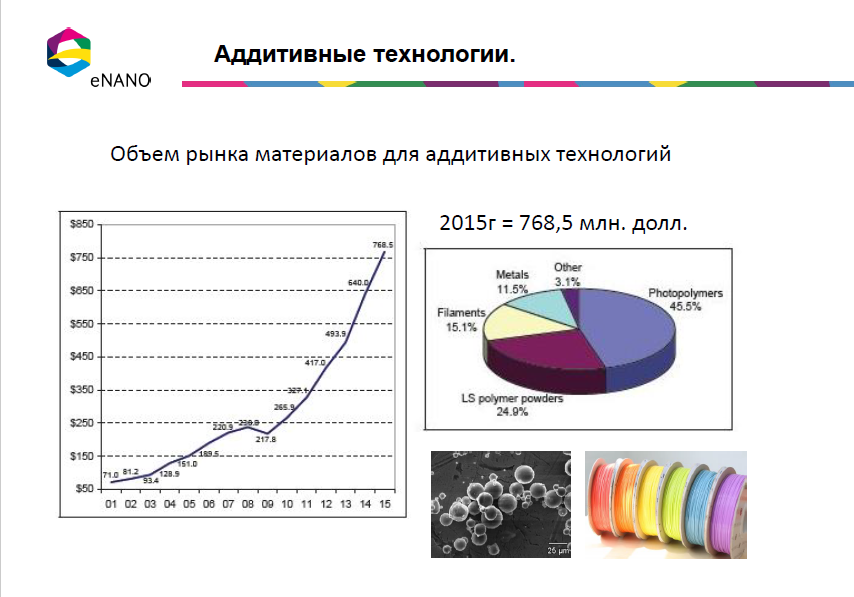 eNANO
Аддитивные технологии.
Объем рынка материалов для аддитивных технологий
$850
$750
$650
$550
$450
$350
$250
$150
$50
71.0
81.2
93.4
128.9
151.0
189.5
220.9
217.8
265.9
327.1
417.0
493.9
640.0
768.5
01 02 03 04 05 06 07 08 09 10 11 12 13 14 15
2015г = 768,5 млн. долл.
Other
3.1%
Metals
11.5%
Photopolymers
45.5%
Filaments
15.1%
LS polymer powders
24.9%
25 µm